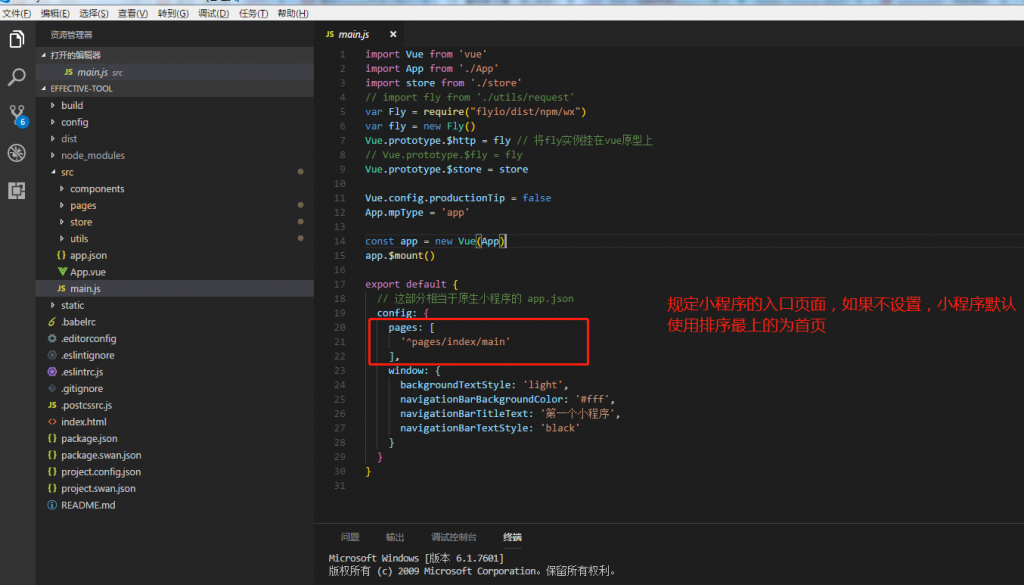 文件(F) 编辑(E) 选择(S) 查看(V) 转到(G) 调试(D) 任务(T) 帮助(H)
资源管理器
打开的编辑器
JS main.js src
EFFECTIVE-TOOL
build
config
6
dist
node_modules
src
components
pages
store
utils
{} app.json
App.vue
JS main.js
static
.babelrc
.editorconfig
.eslintignore
.eslintrc.js
.gitignore
JS .postcssrc.js
<> index.html
{} package.json
{} package.swan.json
{} project.config.json
{} project.swan.json
README.md
JS main.js ×
1 import Vue from 'vue'
2 import App from './App'
3 import store from './store'
4 // import fly from './utils/request'
5 var Fly = require("flyio/dist/npm/wx")
6 var fly = new Fly()
7 Vue.prototype.$http = fly // 将fly实例挂在vue原型上
8 // Vue.prototype.$fly = fly
9 Vue.prototype.$store = store
10
11 Vue.config.productionTip = false
12 App.mpType = 'app'
13
14 const app = new Vue(App)
15 app.$mount()
16
17 export default {
18 // 这部分相当于原生小程序的 app.json
19 config: {
20 pages: [
21 '^pages/index/main'
22 ],
23 window: {
24 backgroundTextStyle: 'light',
25 navigationBarBackgroundColor: '#fff',
26 navigationBarTitleText: '第一个小程序',
27 navigationBarTextStyle: 'black'
28 }
29 }
30 }
31
规定小程序的入口页面，如果不设置，小程序默认
使用排序最上的为首页
问题 输出 调试控制台 终端
Microsoft Windows [版本 6.1.7601]
版权所有 (c) 2009 Microsoft Corporation。保留所有权利。